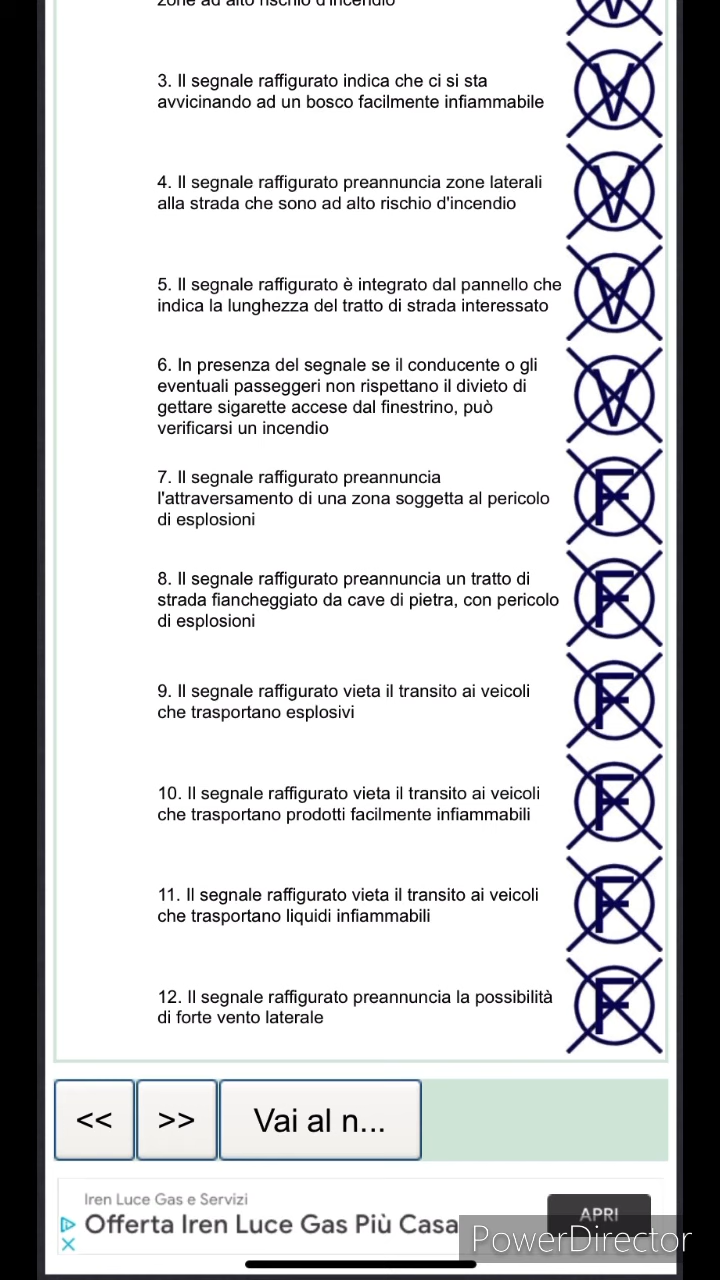 zone ad alto rischio d'incendio
V
3. Il segnale raffigurato indica che ci si sta
avvicinando ad un bosco facilmente infiammabile
V
4. Il segnale raffigurato preannuncia zone laterali
alla strada che sono ad alto rischio d'incendio
V
5. Il segnale raffigurato è integrato dal pannello che
indica la lunghezza del tratto di strada interessato
V
6. In presenza del segnale se il conducente o gli
eventuali passeggeri non rispettano il divieto di
gettare sigarette accese dal finestrino, può
verificarsi un incendio
V
7. Il segnale raffigurato preannuncia
l'attraversamento di una zona soggetta al pericolo
di esplosioni
F
8. Il segnale raffigurato preannuncia un tratto di
strada fiancheggiato da cave di pietra, con pericolo
di esplosioni
F
9. Il segnale raffigurato vieta il transito ai veicoli
che trasportano esplosivi
F
10. Il segnale raffigurato vieta il transito ai veicoli
che trasportano prodotti facilmente infiammabili
F
11. Il segnale raffigurato vieta il transito ai veicoli
che trasportano liquidi infiammabili
F
12. Il segnale raffigurato preannuncia la possibilità
di forte vento laterale
F
<< >> Vai al n...
Iren Luce Gas e Servizi
Offerta Iren Luce Gas Più Casa
APRI
PowerDirector